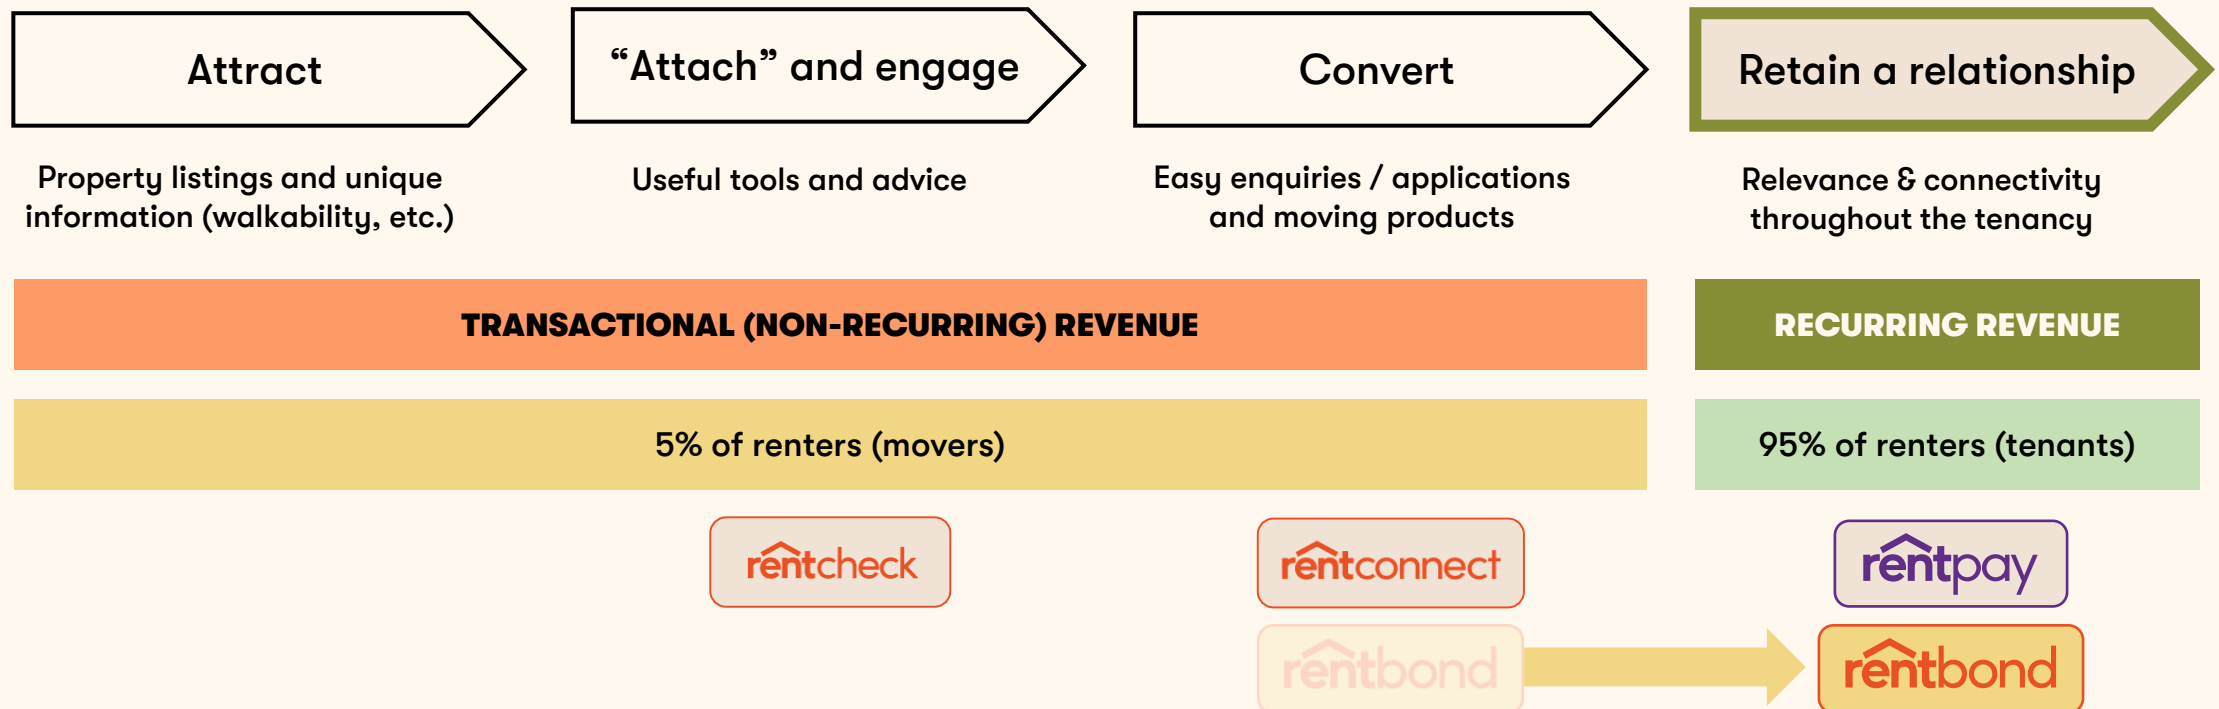 Attract
“Attach” and engage
Convert
Retain a relationship
Property listings and unique
information (walkability, etc.)
Useful tools and advice
Easy enquiries / applications
and moving products
Relevance & connectivity
throughout the tenancy
TRANSACTIONAL (NON-RECURRING) REVENUE
RECURRING REVENUE
5% of renters (movers)
95% of renters (tenants)
rentcheck
rentconnect
rentpay
rentbond
rentbond